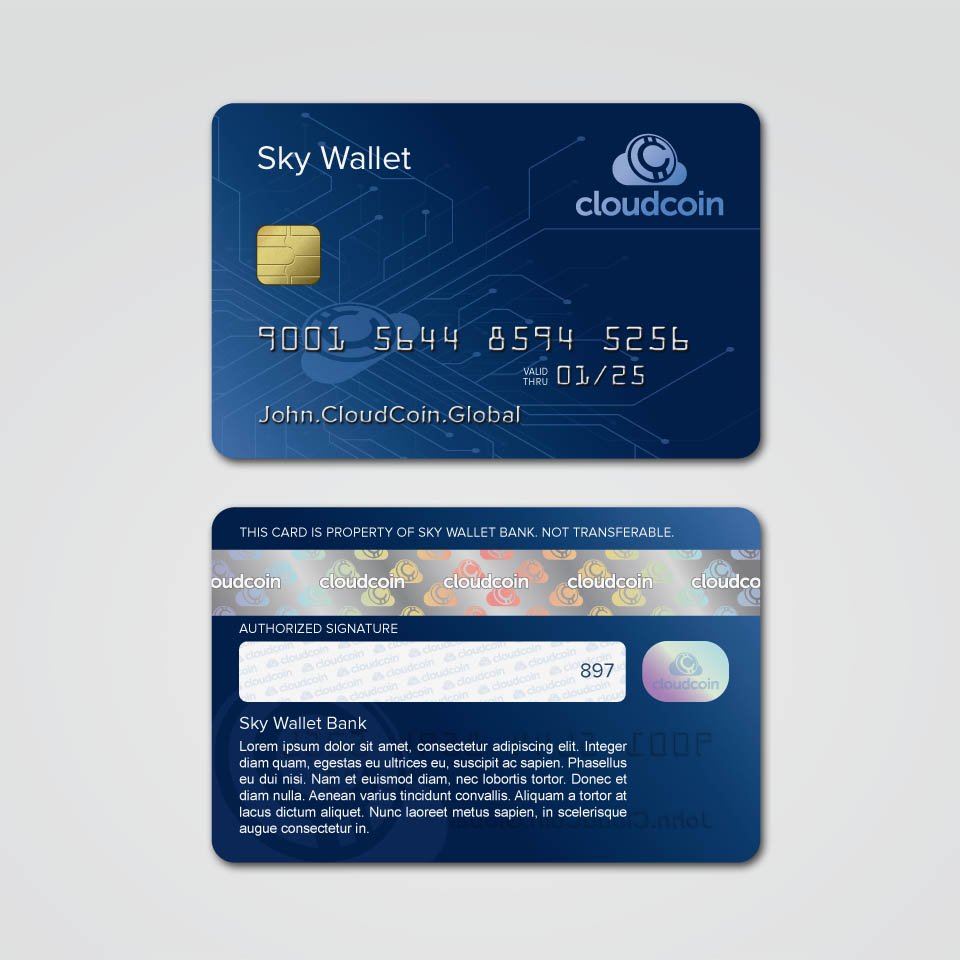 Sky Wallet
cloudcoin
9001 5644 8594 5256
VALID THRU 01/25
John.CloudCoin.Global
THIS CARD IS PROPERTY OF SKY WALLET BANK. NOT TRANSFERABLE.
oudcoin cloudcoin cloudcoin cloudcoin cloudco
AUTHORIZED SIGNATURE
897
cloudcoin
Sky Wallet Bank
Lorem ipsum dolor sit amet, consectetur adipiscing elit. Integer
diam quam, egestas eu ultrices eu, suscipit ac sapien. Phasellus
eu dui nisi. Nam et euismod diam, nec lobortis tortor. Donec et
diam nulla. Aenean varius tincidunt convallis. Aliquam a tortor at
lacus dictum aliquet. Nunc laoreet metus sapien, in scelerisque
augue consectetur in.